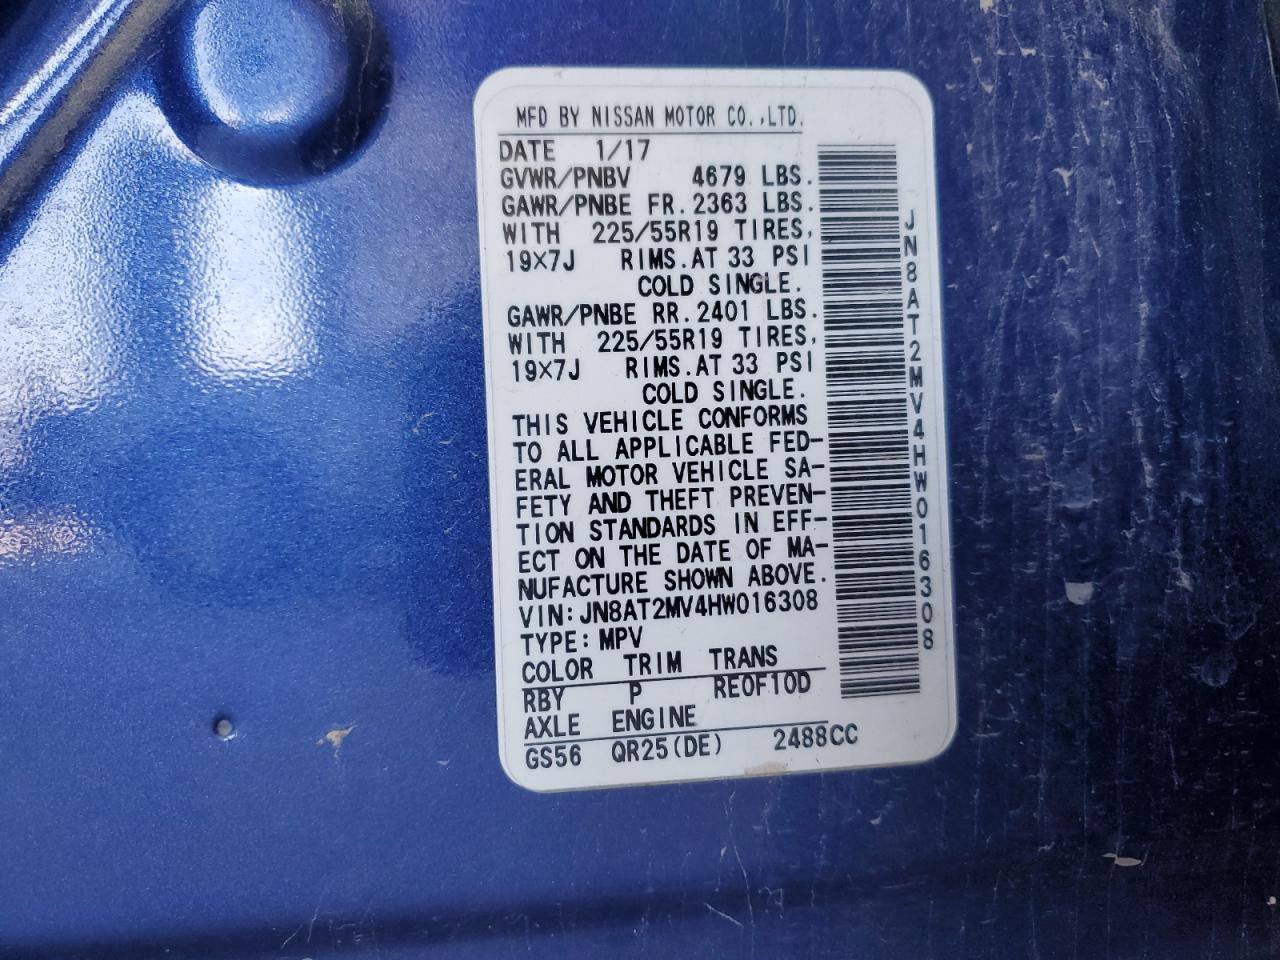 MFD BY NISSAN MOTOR CO.,LTD.
DATE 1/17
GVWR/PNBV 4679 LBS.
GAWR/PNBE FR. 2363 LBS.
WITH 225/55R19 TIRES,
19×7J RIMS. AT 33 PSI
COLD SINGLE.
GAWR/PNBE RR. 2401 LBS.
WITH 225/55R19 TIRES,
19×7J RIMS. AT 33 PSI
COLD SINGLE.
THIS VEHICLE CONFORMS
TO ALL APPLICABLE FED-
ERAL MOTOR VEHICLE SA-
FETY AND THEFT PREVEN-
TION STANDARDS IN EFF-
ECT ON THE DATE OF MA-
NUFACTURE SHOWN ABOVE.
VIN: JN8AT2MV4HW016308
TYPE: MPV
COLOR TRIM TRANS
RBY P RE0F10D
AXLE ENGINE
GS56 QR25(DE) 2488CC
JN8AT2MV4HW016308